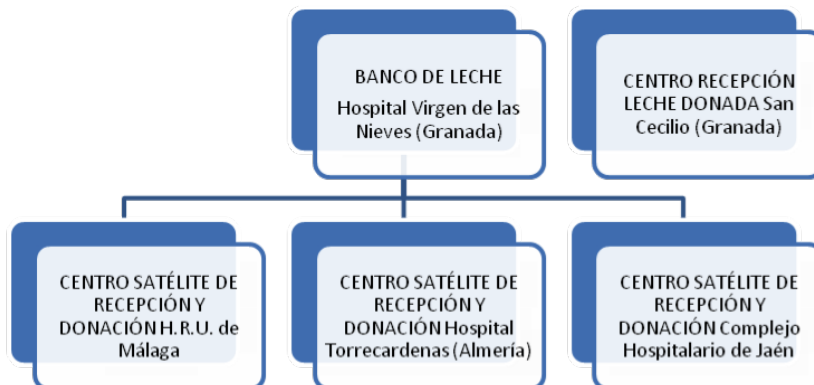 BANCO DE LECHE
Hospital Virgen de las
Nieves (Granada)
CENTRO RECEPCIÓN
LECHE DONADA San
Cecilio (Granada)
CENTRO SATÉLITE DE
RECEPCIÓN Y
DONACIÓN H.R.U. de
Málaga
CENTRO SATÉLITE DE
RECEPCIÓN Y
DONACIÓN Hospital
Torrecardenas (Almería)
CENTRO SATÉLITE DE
RECEPCIÓN Y
DONACIÓN Complejo
Hospitalario de Jaén